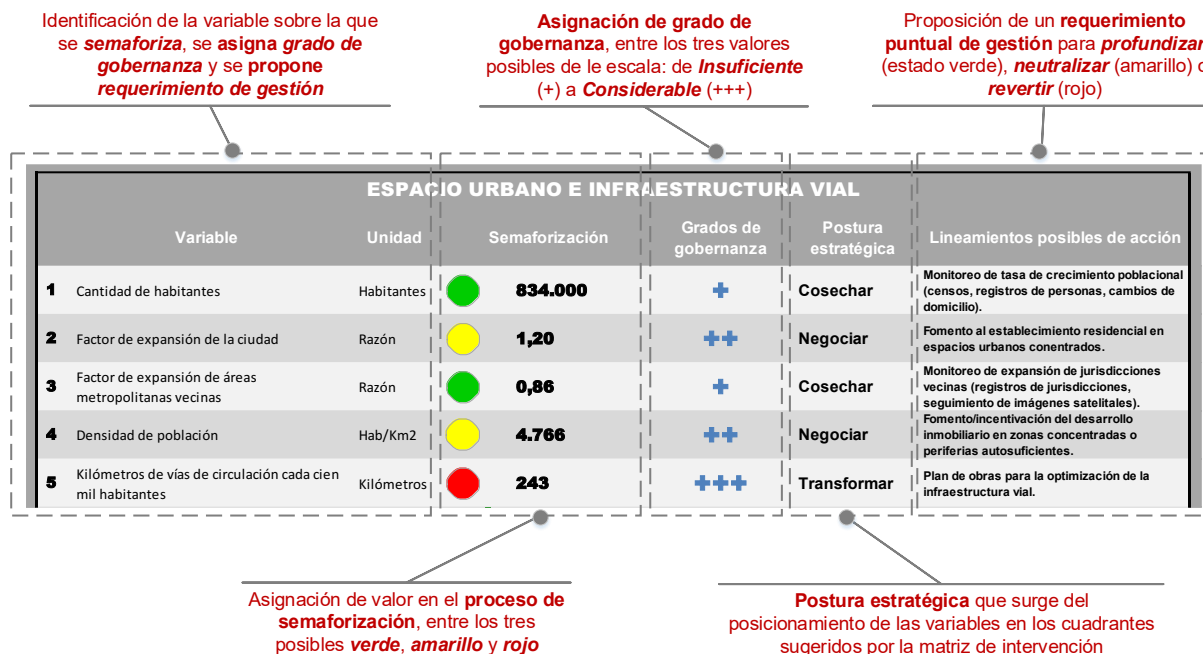 Identificación de la variable sobre la que
se semaforiza, se asigna grado de
gobernanza y se propone
requerimiento de gestión
Asignación de grado de
gobernanza, entre los tres valores
posibles de le escala: de Insuficiente
(+) a Considerable (+++)
Proposición de un requerimiento
puntual de gestión para profundizar
(estado verde), neutralizar (amarillo) o
revertir (rojo)
ESPACIO URBANO E INFRAESTRUCTURA VIAL
Variable Unidad Semaforización Grados de gobernanza Postura estratégica Lineamientos posibles de acción
1 Cantidad de habitantes Habitantes 834.000 + Cosechar
Monitoreo de tasa de crecimiento poblacional
(censos, registros de personas, cambios de
domicilio).
2 Factor de expansión de la ciudad Razón 1,20 ++ Negociar
Fomento al establecimiento residencial en
espacios urbanos conentrados.
3 Factor de expansión de áreas
metropolitanas vecinas Razón 0,86 + Cosechar
Monitoreo de expansión de jurisdicciones
vecinas (registros de jurisdicciones,
seguimiento de imágenes satelitales).
4 Densidad de población Hab/Km2 4.766 ++ Negociar
Fomento/incentivación del desarrollo
inmobiliario en zonas concentradas o
periferias autosuficientes.
5 Kilómetros de vías de circulación cada cien
mil habitantes Kilómetros 243 +++ Transformar
Plan de obras para la optimización de la
infraestructura vial.
Asignación de valor en el proceso de
semaforización, entre los tres
posibles verde, amarillo y rojo
Postura estratégica que surge del
posicionamiento de las variables en los cuadrantes
sugeridos por la matriz de intervención